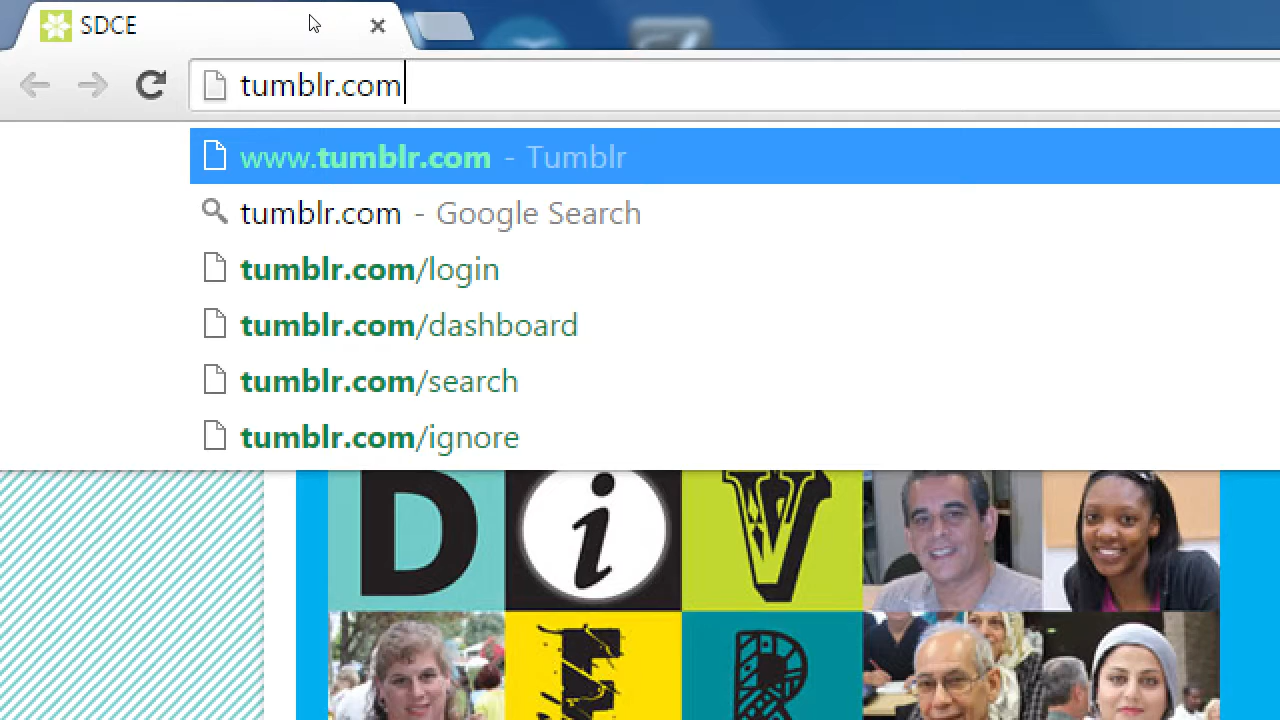 SDCE
tumblr.com
www.tumblr.com - Tumblr
tumblr.com - Google Search
tumblr.com/login
tumblr.com/dashboard
tumblr.com/search
tumblr.com/ignore
D i V
E R